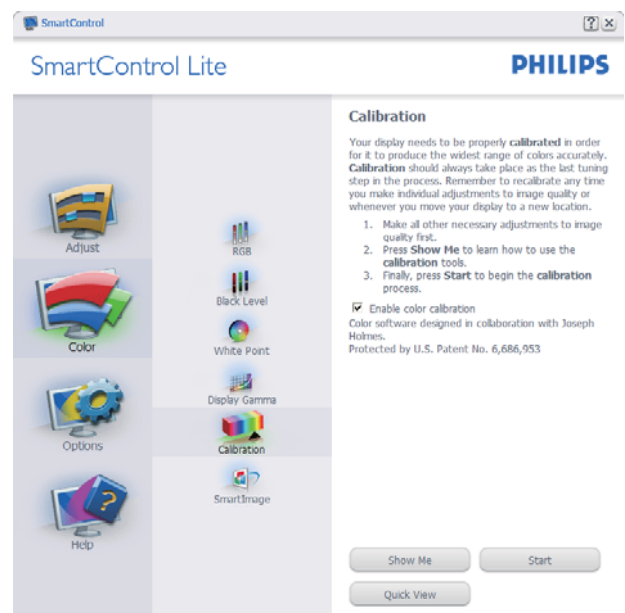 SmartControl
SmartControl Lite
PHILIPS
Adjust
Color
Options
Help
RGB
Black Level
White Point
Display Gamma
Calibration
SmartImage
Calibration
Your display needs to be properly calibrated in order
for it to produce the widest range of colors accurately.
Calibration should always take place as the last tuning
step in the process. Remember to recalibrate any time
you make individual adjustments to image quality or
whenever you move your display to a new location.
1. Make all other necessary adjustments to image
quality first.
2. Press Show Me to learn how to use the
calibration tools.
3. Finally, press Start to begin the calibration
process.
Enable color calibration
Color software designed in collaboration with Joseph
Holmes.
Protected by U.S. Patent No. 6,686,953
Show Me
Start
Quick View